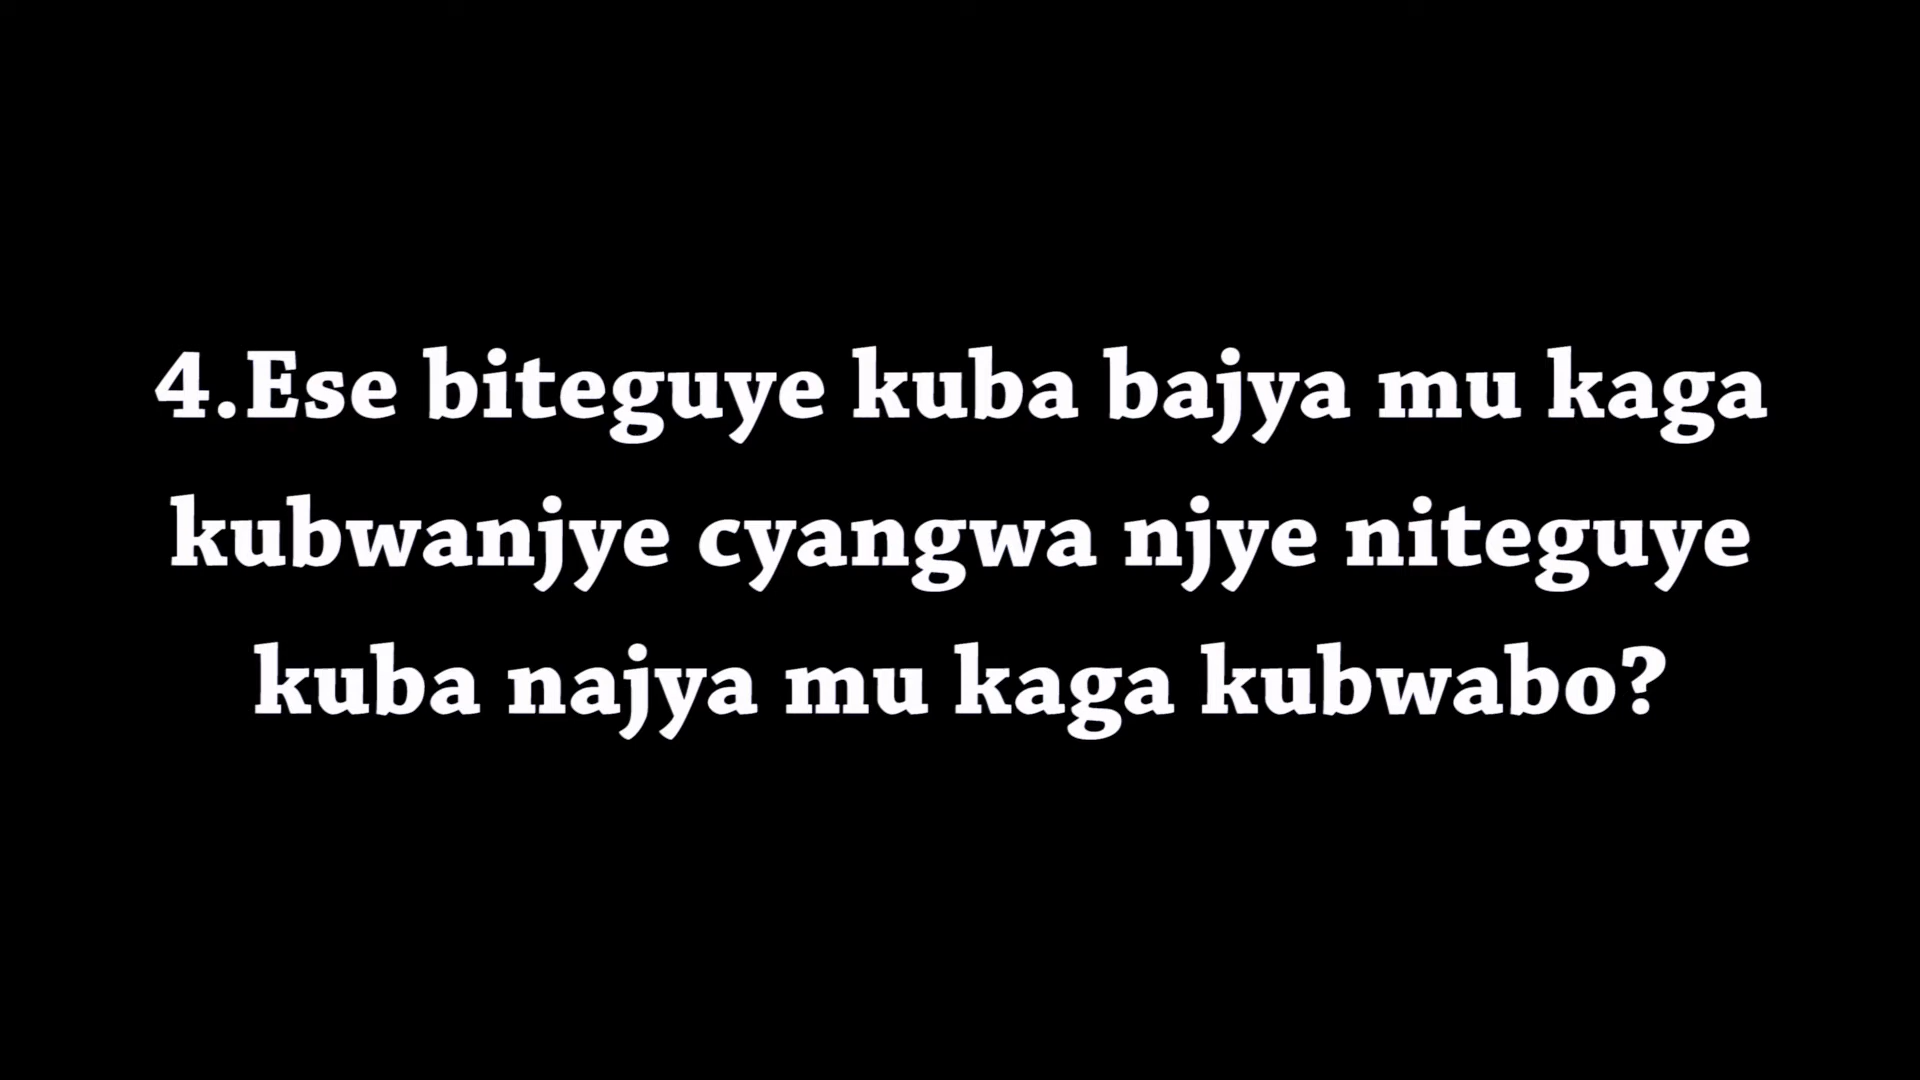 4.Ese biteguye kuba bajya mu kaga
kubwanjye cyangwa njye niteguye
kuba najya mu kaga kubwabo?